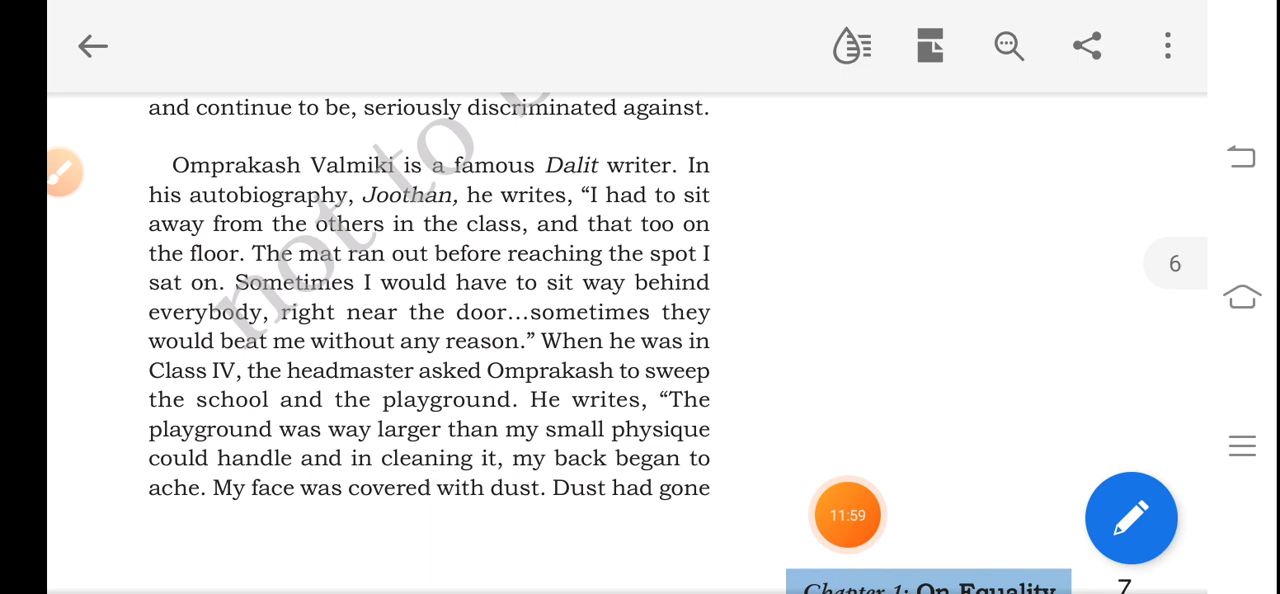 and continue to be, seriously discriminated against.
Omprakash Valmiki is a famous Dalit writer. In
his autobiography, Joothan, he writes, “I had to sit
away from the others in the class, and that too on
the floor. The mat ran out before reaching the spot I
sat on. Sometimes I would have to sit way behind
everybody, right near the door...sometimes they
would beat me without any reason.” When he was in
Class IV, the headmaster asked Omprakash to sweep
the school and the playground. He writes, “The
playground was way larger than my small physique
could handle and in cleaning it, my back began to
ache. My face was covered with dust. Dust had gone
not to
6
11:59
Chapter 1: On Equality
7